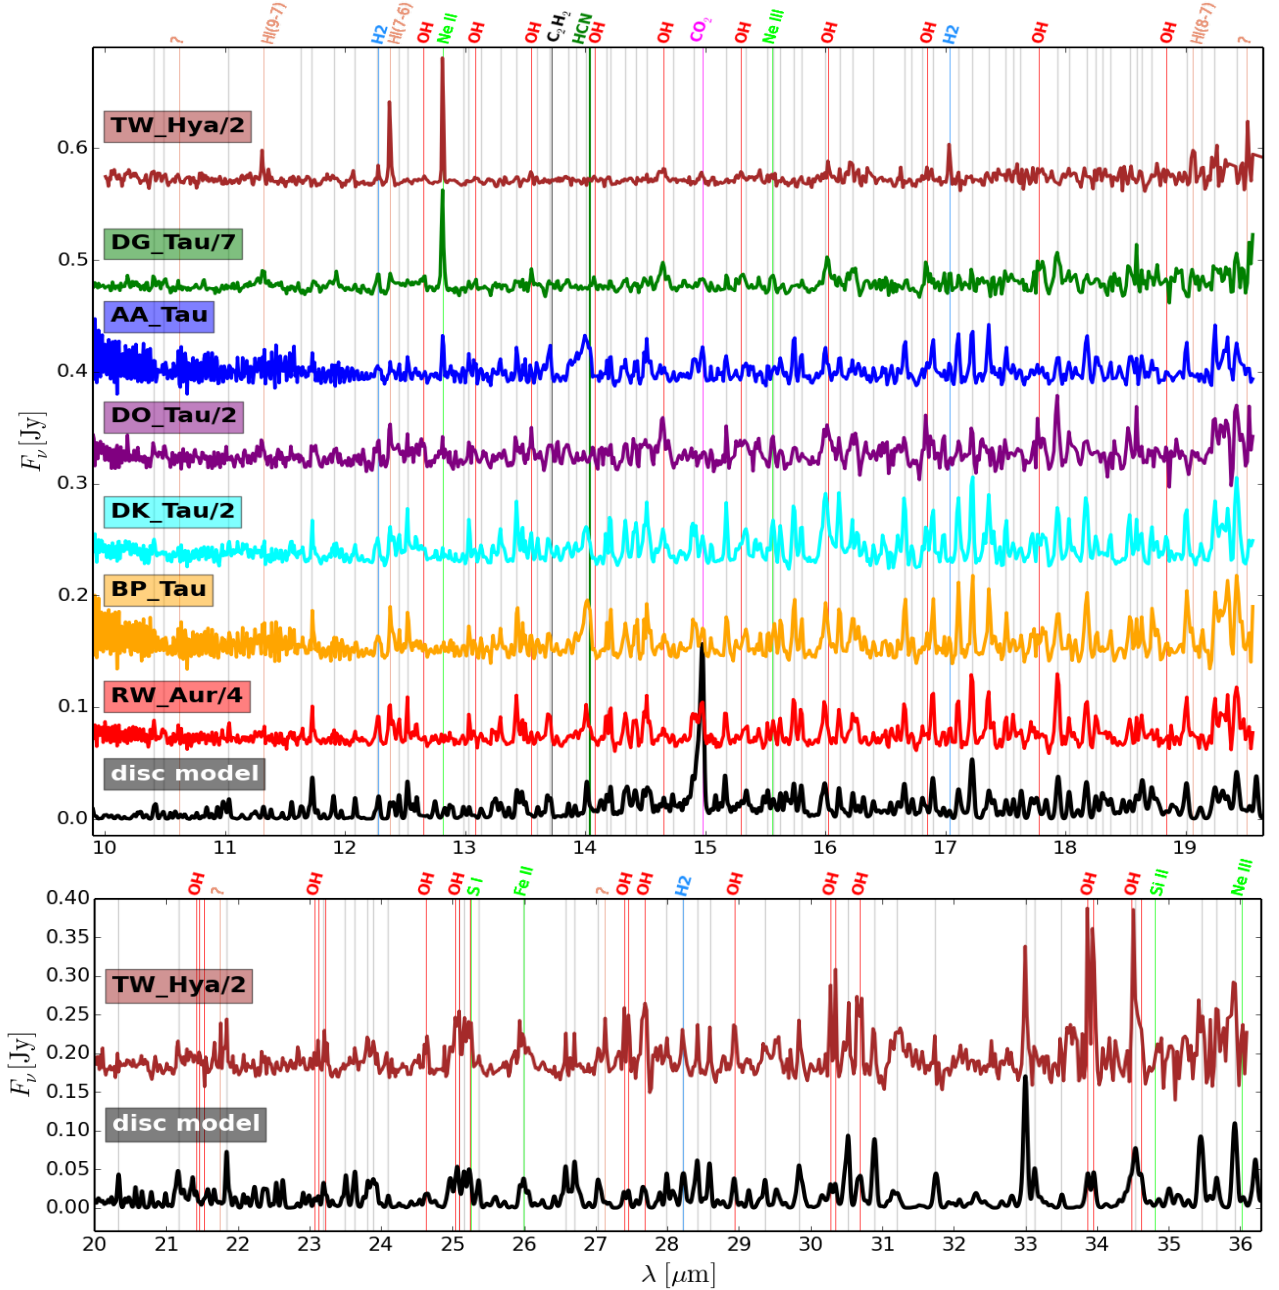 ? HI(9-7) H2 HI(7-6) OH Ne II OH OH C2H2 HCN OH OH CO2 OH Ne III OH OH H2 OH OH HI(8-7) ?
TW_Hya/2
0.6
DG_Tau/7
0.5
AA_Tau
0.4
DO_Tau/2
Fν [Jy]
0.3
DK_Tau/2
BP_Tau
0.2
RW_Aur/4
0.1
disc model
0.0
10 11 12 13 14 15 16 17 18 19
OH ? OH OH OH S I Fe II ? OH OH H2 OH OH OH OH OH Si II Ne III
0.40
0.35
TW_Hya/2
0.30
0.25
0.20
Fν [Jy]
0.15
disc model
0.10
0.05
0.00
20 21 22 23 24 25 26 27 28 29 30 31 32 33 34 35 36
λ [μm]